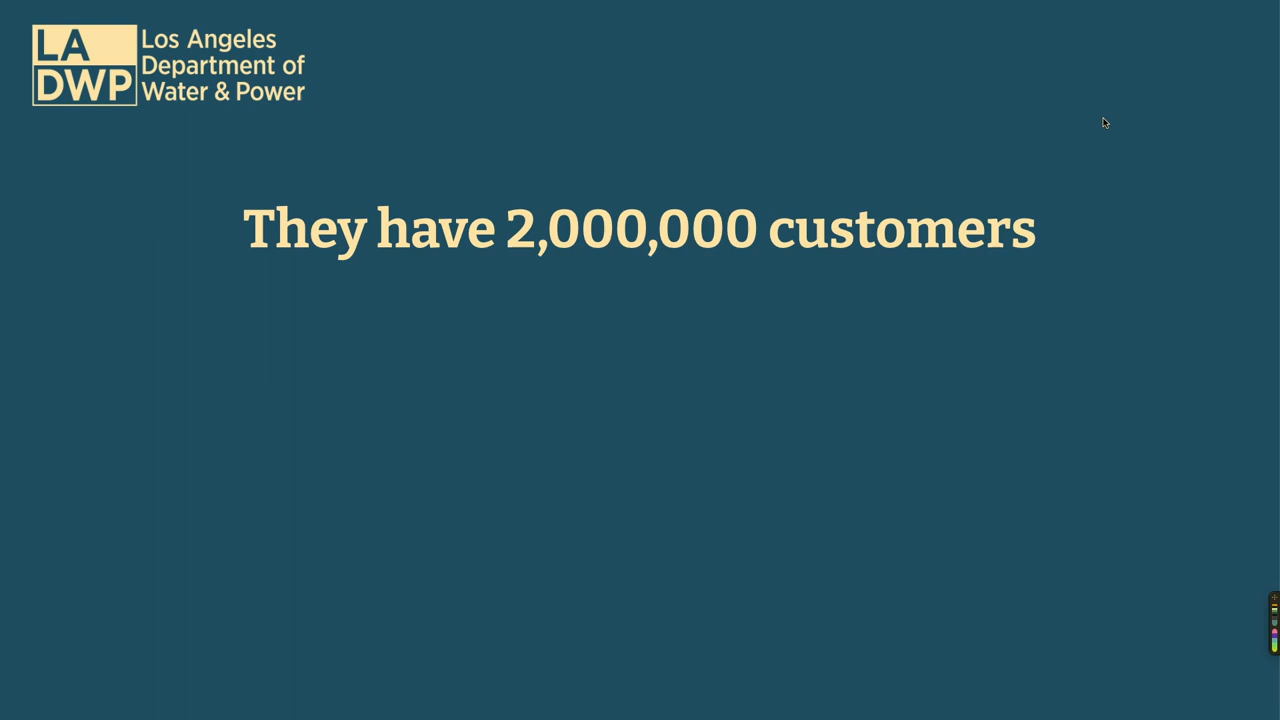 LA
DWP
Los Angeles
Department of
Water & Power
They have 2,000,000 customers